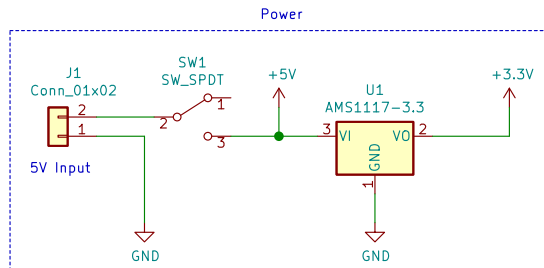 Power
J1
Conn_01x02
2
1
5V Input
SW1
SW_SPDT
2
1
3
+5V
U1
AMS1117-3.3
3
VI
VO
2
GND
1
+3.3V
GND
GND